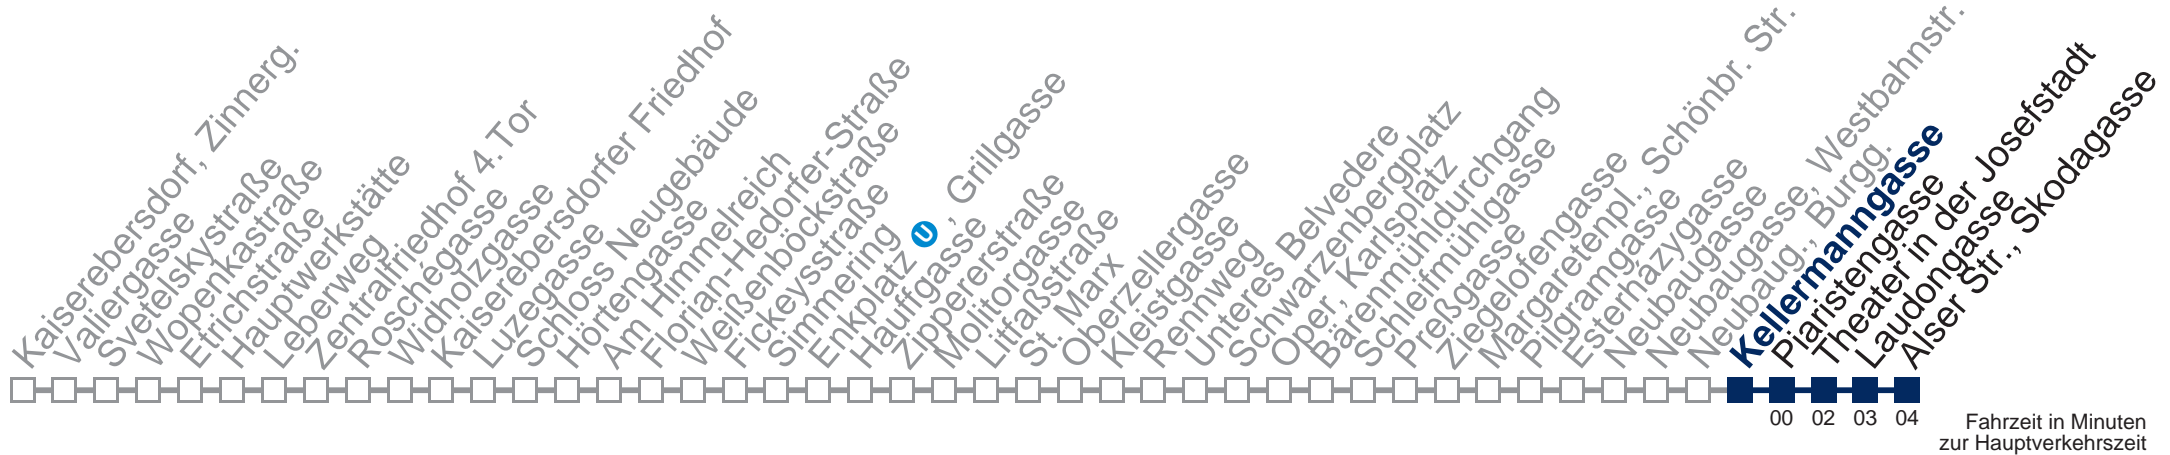 Kaiserebersdorf, Zinnerg.
Valiergasse
Svetelskystraße
Wopenkastraße
Etrichstraße
Hauptwerkstätte
Leberweg
Zentralfriedhof 4.Tor
Roschégasse
Widholzgasse
Kaiserebersdorfer Friedhof
Luzegasse
Schloss Neugebäude
Hörtengasse
Am Himmelreich
Florian-Hedorfer-Straße
Weißenböckstraße
Fickeysstraße
Simmering
Enkplatz U , Grillgasse
Hauffgasse
Zippererstraße
Molitorgasse
Litfaßstraße
St. Marx
Oberzellergasse
Kleistgasse
Rennweg
Unteres Belvedere
Schwarzenbergplatz
Oper, Karlsplatz
Bärenmühldurchgang
Schleifmühlgasse
Preßgasse
Ziegelofengasse
Margaretenpl., Schönbr. Str.
Pilgramgasse
Esterhazygasse
Neubaugasse
Neubaugasse, Westbahnstr.
Neubaug., Burgg.
Kellermanngasse
Piaristengasse
Theater in der Josefstadt
Laudongasse
Alser Str., Skodagasse
00 02 03 04
Fahrzeit in Minuten
zur Hauptverkehrszeit